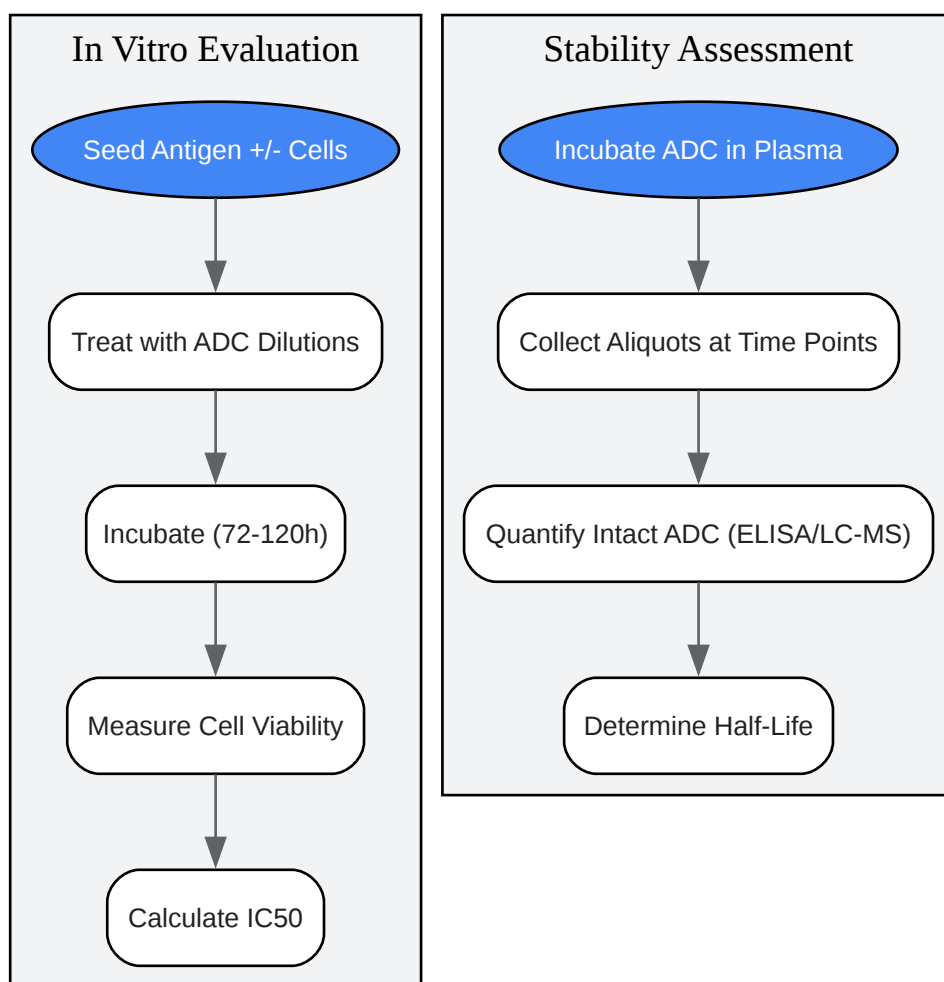 In Vitro Evaluation
Seed Antigen +/- Cells
Treat with ADC Dilutions
Incubate (72-120h)
Measure Cell Viability
Calculate IC50
Stability Assessment
Incubate ADC in Plasma
Collect Aliquots at Time Points
Quantify Intact ADC (ELISA/LC-MS)
Determine Half-Life